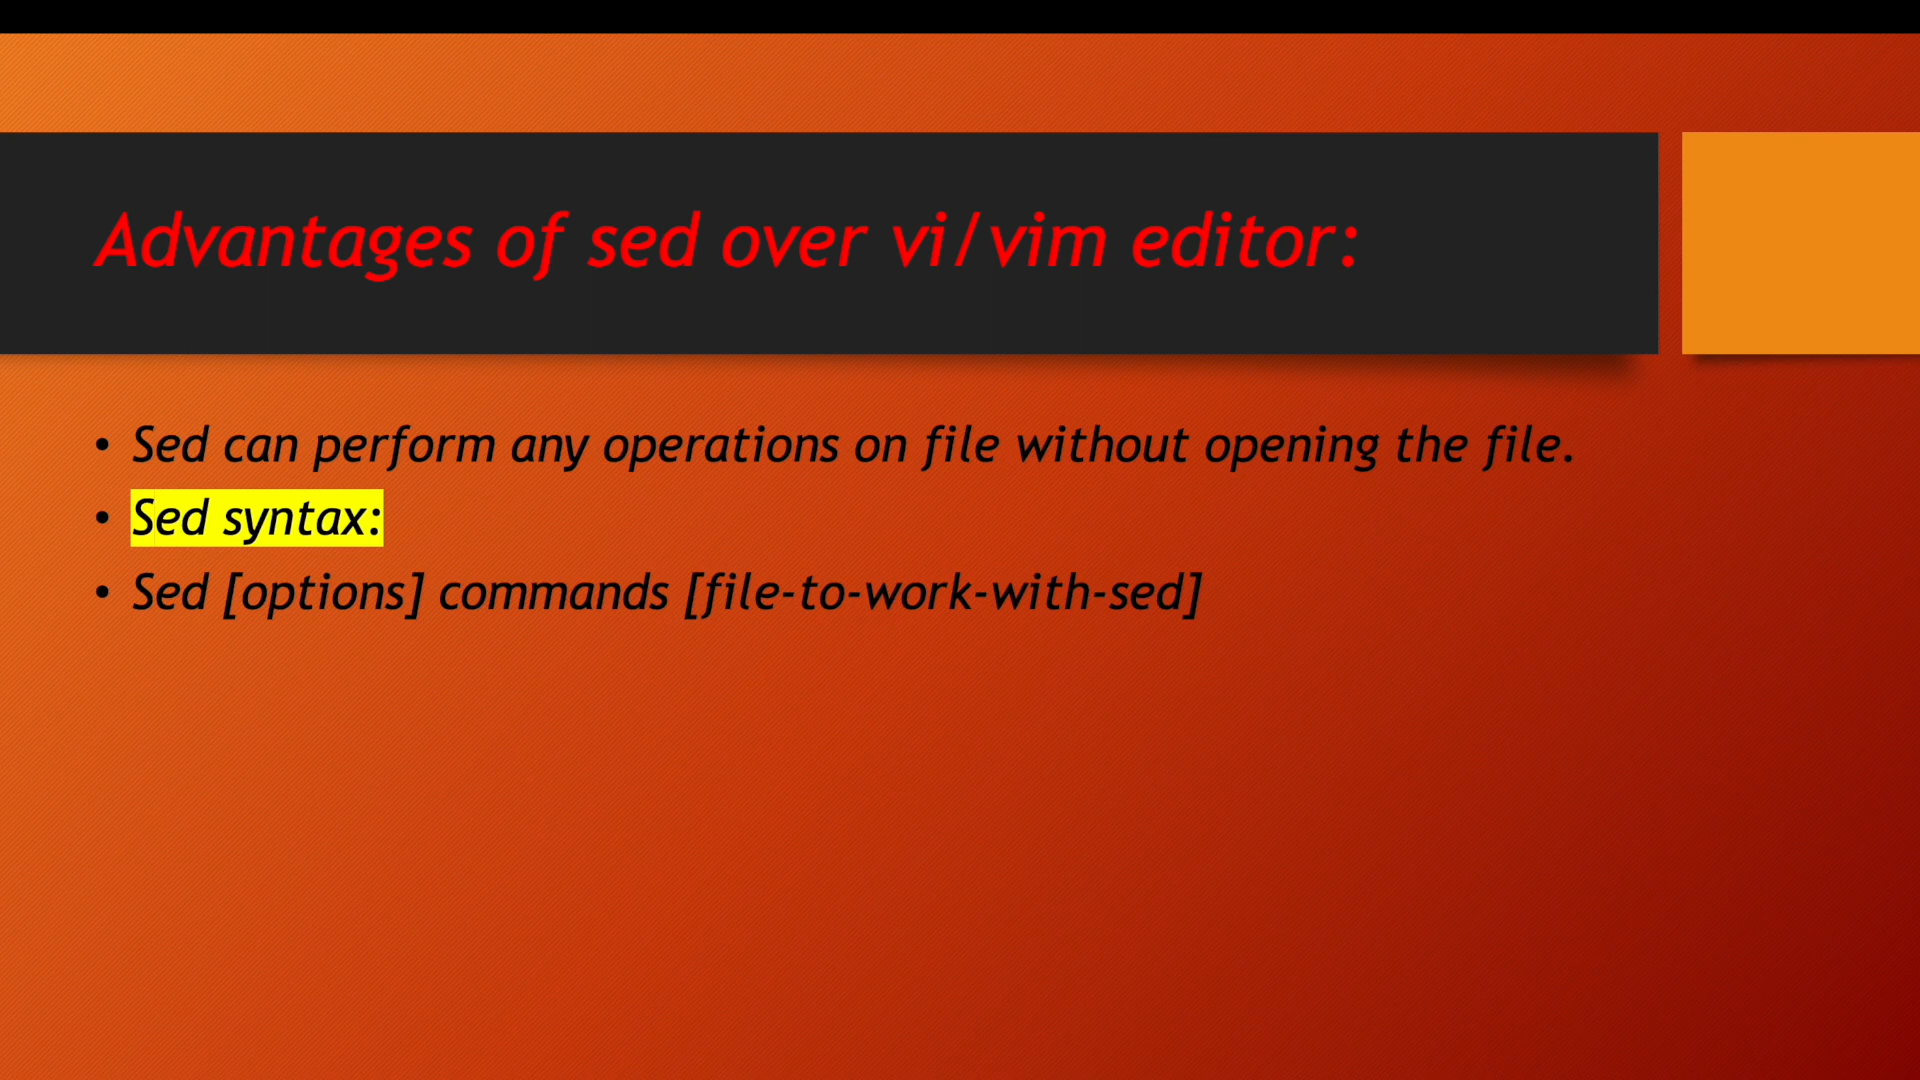 Advantages of sed over vi/vim editor:
• Sed can perform any operations on file without opening the file.
• Sed syntax:
• Sed [options] commands [file-to-work-with-sed]